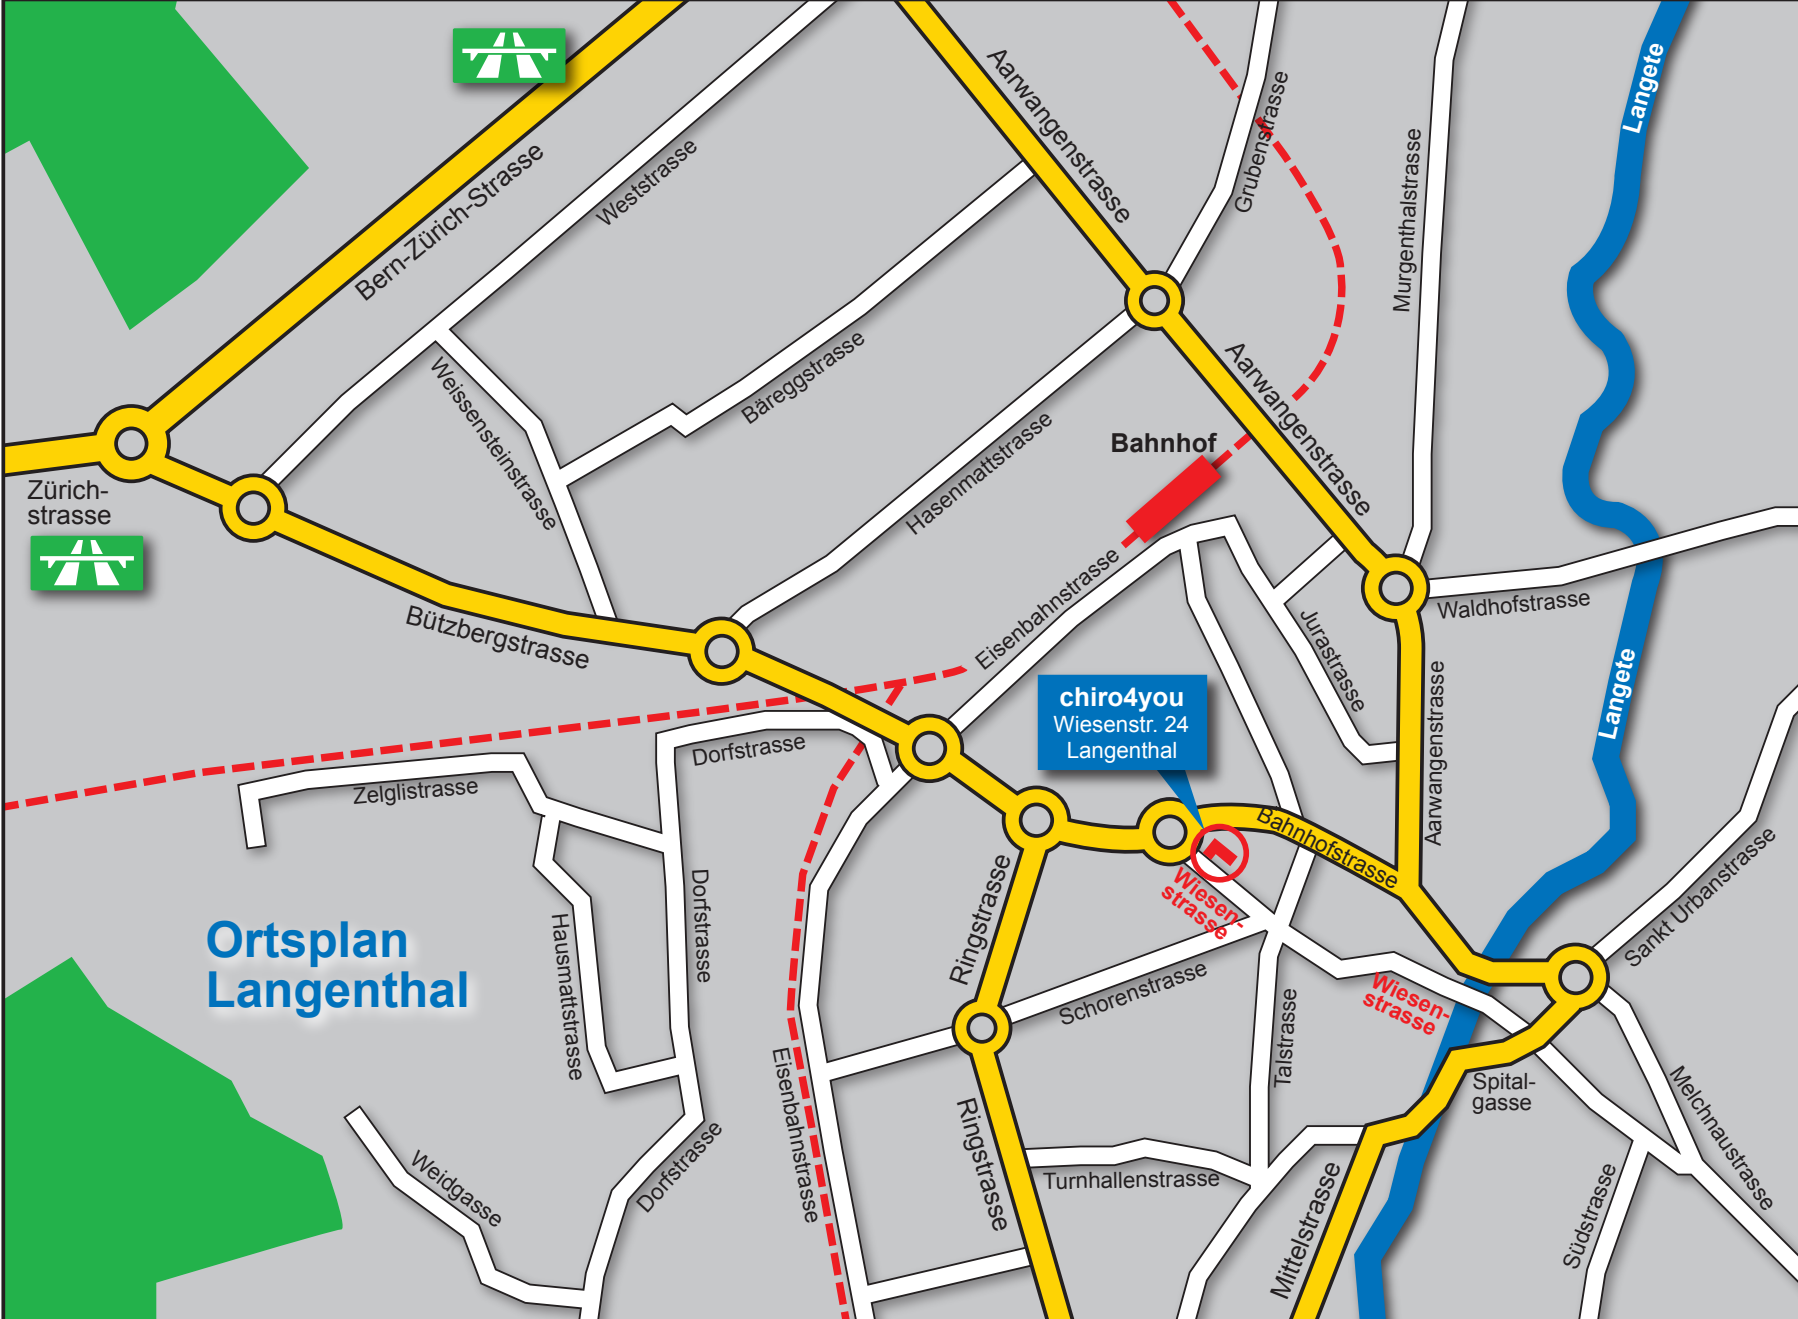 Aarwangenstrasse
Grubenstrasse
Langete
Murgenthalstrasse
Weststrasse
Bern-Zürich-Strasse
Bäreggstrasse
Weissensteinstrasse
Aarwangenstrasse
Hasenmattstrasse
Bahnhof
Zürich-
strasse
Bützbergstrasse
Eisenbahnstrasse
Jurastrasse
Waldhofstrasse
Langete
Aarwangenstrasse
chiro4you
Wiesenstr. 24
Langenthal
Dorfstrasse
Zelglistrasse
Bahnhofstrasse
Wiesen-
strasse
Sankt Urbanstrasse
Ringstrasse
Dorfstrasse
Hausmattstrasse
Ortsplan
Langenthal
Schorenstrasse
Wiesen-
strasse
Talstrasse
Spital-
gasse
Melchnaustrasse
Eisenbahnstrasse
Ringstrasse
Dorfstrasse
Weidgasse
Turnhallenstrasse
Mittelstrasse
Südstrasse